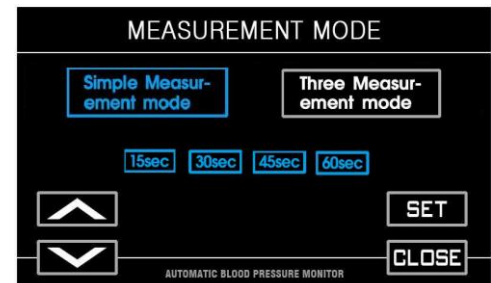 MEASUREMENT MODE
Simple Measur-
ement mode
Three Measur-
ement mode
15sec 30sec 45sec 60sec
SET
CLOSE
AUTOMATIC BLOOD PRESSURE MONITOR